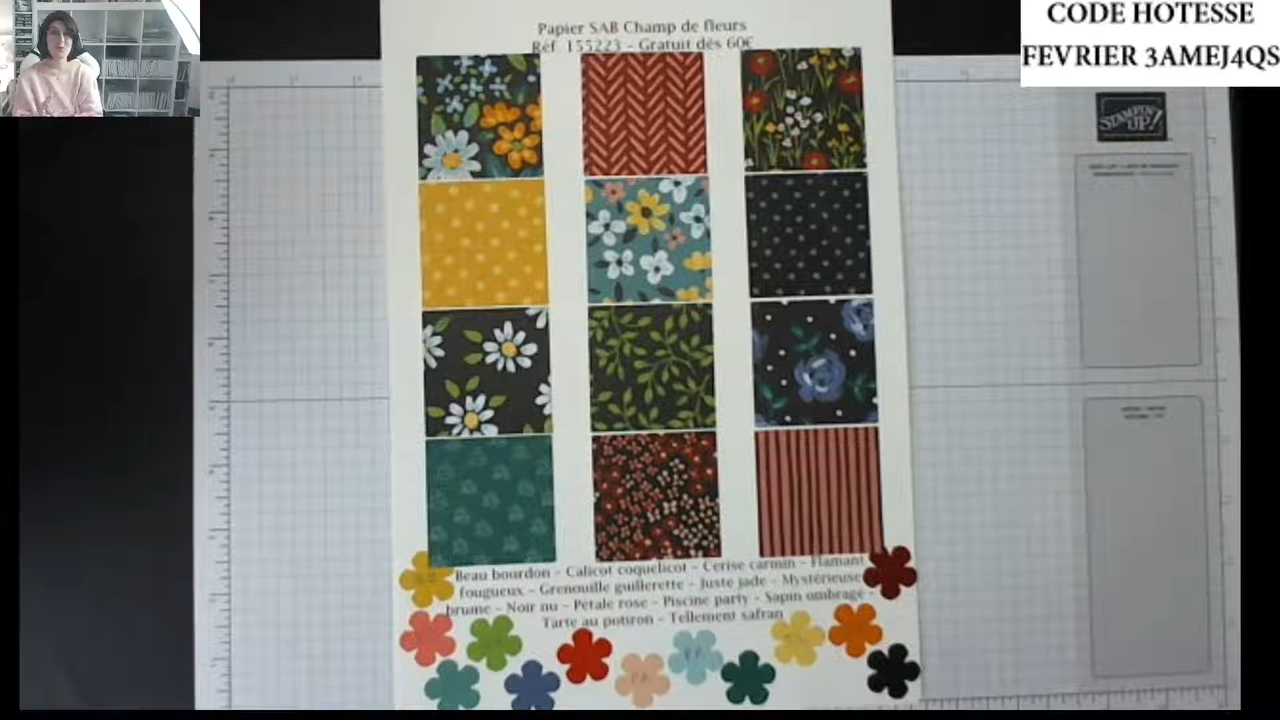 CODE HOTESSE
FEVRIER 3AMEJ4QS
Papier SAB Champ de fleurs
Réf. 155223 - Gratuit dès 60€
STAMPIN'
UP!
Beau bourdon - Calicot coquelicot - Cerise carmin - Flamant
fougueux - Grenouille guillerette - Juste jade - Mystérieuse
brume - Noir nu - Pétale rose - Piscine party - Sapin ombragé -
Tarte au potiron - Tellement safran